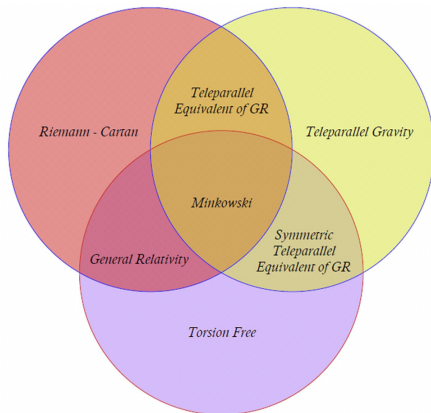 Teleparallel
Equivalent of GR
Riemann - Cartan
Teleparallel Gravity
Minkowski
Symmetric
Teleparallel
Equivalent of GR
General Relativity
Torsion Free